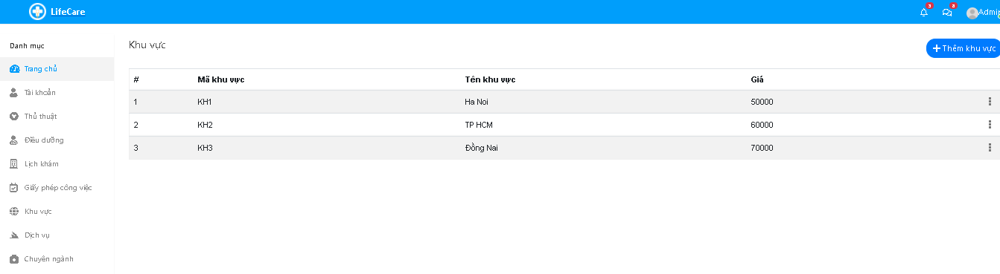 LifeCare
3
8
Danh mục
Trang chủ
Tài khoản
Thủ thuật
Điều dưỡng
Lịch khám
Giấy phép công việc
Khu vực
Dịch vụ
Chuyên ngành
Khu vực
Thêm khu vực
# Mã khu vực Tên khu vực Giá
1 KH1 Ha Noi 50000
2 KH2 TP HCM 60000
3 KH3 Đồng Nai 70000